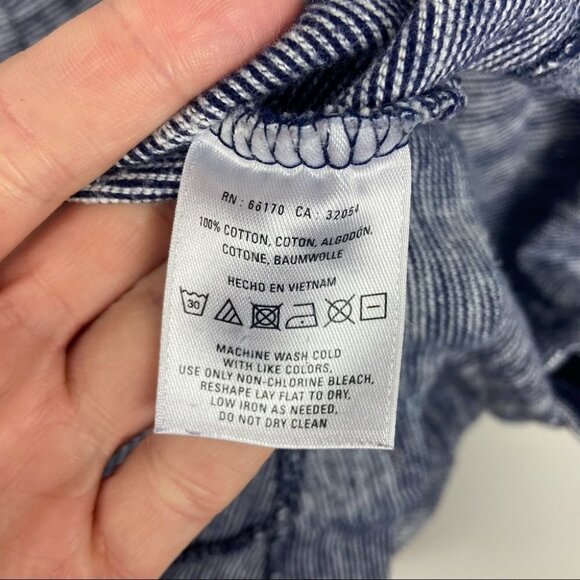 RN : 66170 CA : 32054
100% COTTON, COTON, ALGODÓN,
COTONE, BAUMWOLLE
HECHO EN VIETNAM
30
MACHINE WASH COLD
WITH LIKE COLORS,
USE ONLY NON-CHLORINE BLEACH,
RESHAPE LAY FLAT TO DRY,
LOW IRON AS NEEDED,
DO NOT DRY CLEAN